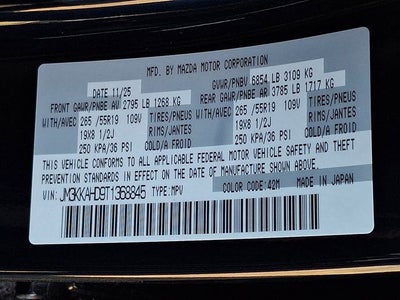 MFD. BY MAZDA MOTOR CORPORATION
DATE 11/25 GVWR/PNBV 6854 LB 3109 KG
FRONT GAWR/PNBE AV 2795 LB 1268 KG REAR GAWR/PNBE AR 3785 LB 1717 KG
WITH/AVEC 265 /55R19 109V TIRES/PNEUS WITH/AVEC 265 /55R19 109V TIRES/PNEUS
19X8 1/2J RIMS/JANTES 19X8 1/2J RIMS/JANTES
250 KPA/36 PSI COLD/A FROID 250 KPA/36 PSI COLD/A FROID
THIS VEHICLE CONFORMS TO ALL APPLICABLE FEDERAL MOTOR VEHICLE SAFETY AND THEFT
PREVENTION STANDARDS IN EFFECT ON THE DATE OF MANUFACTURE SHOWN ABOVE.
VIN: JM3KKAHD9T1368845 TYPE:MPV COLOR CODE:42M MADE IN JAPAN